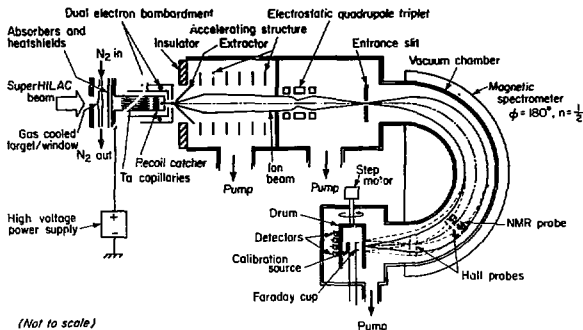 Dual electron bombardment
Electrostatic quadrupole triplet
Absorbers and
heatshields
Accelerating structure
Insulator
Extractor
Entrance slit
Vacuum chamber
N2 in
SuperHILAC
beam
Magnetic
spectrometer
ϕ = 180°, n = 1/2
Gas cooled
target/window
N2 out
Recoil catcher
Ta capillaries
Ion
beam
Pump
Pump
Step
motor
High voltage
power supply
+
−
Drum
Detectors
Calibration
source
Faraday cup
NMR probe
Hall probes
Pump
(Not to scale)